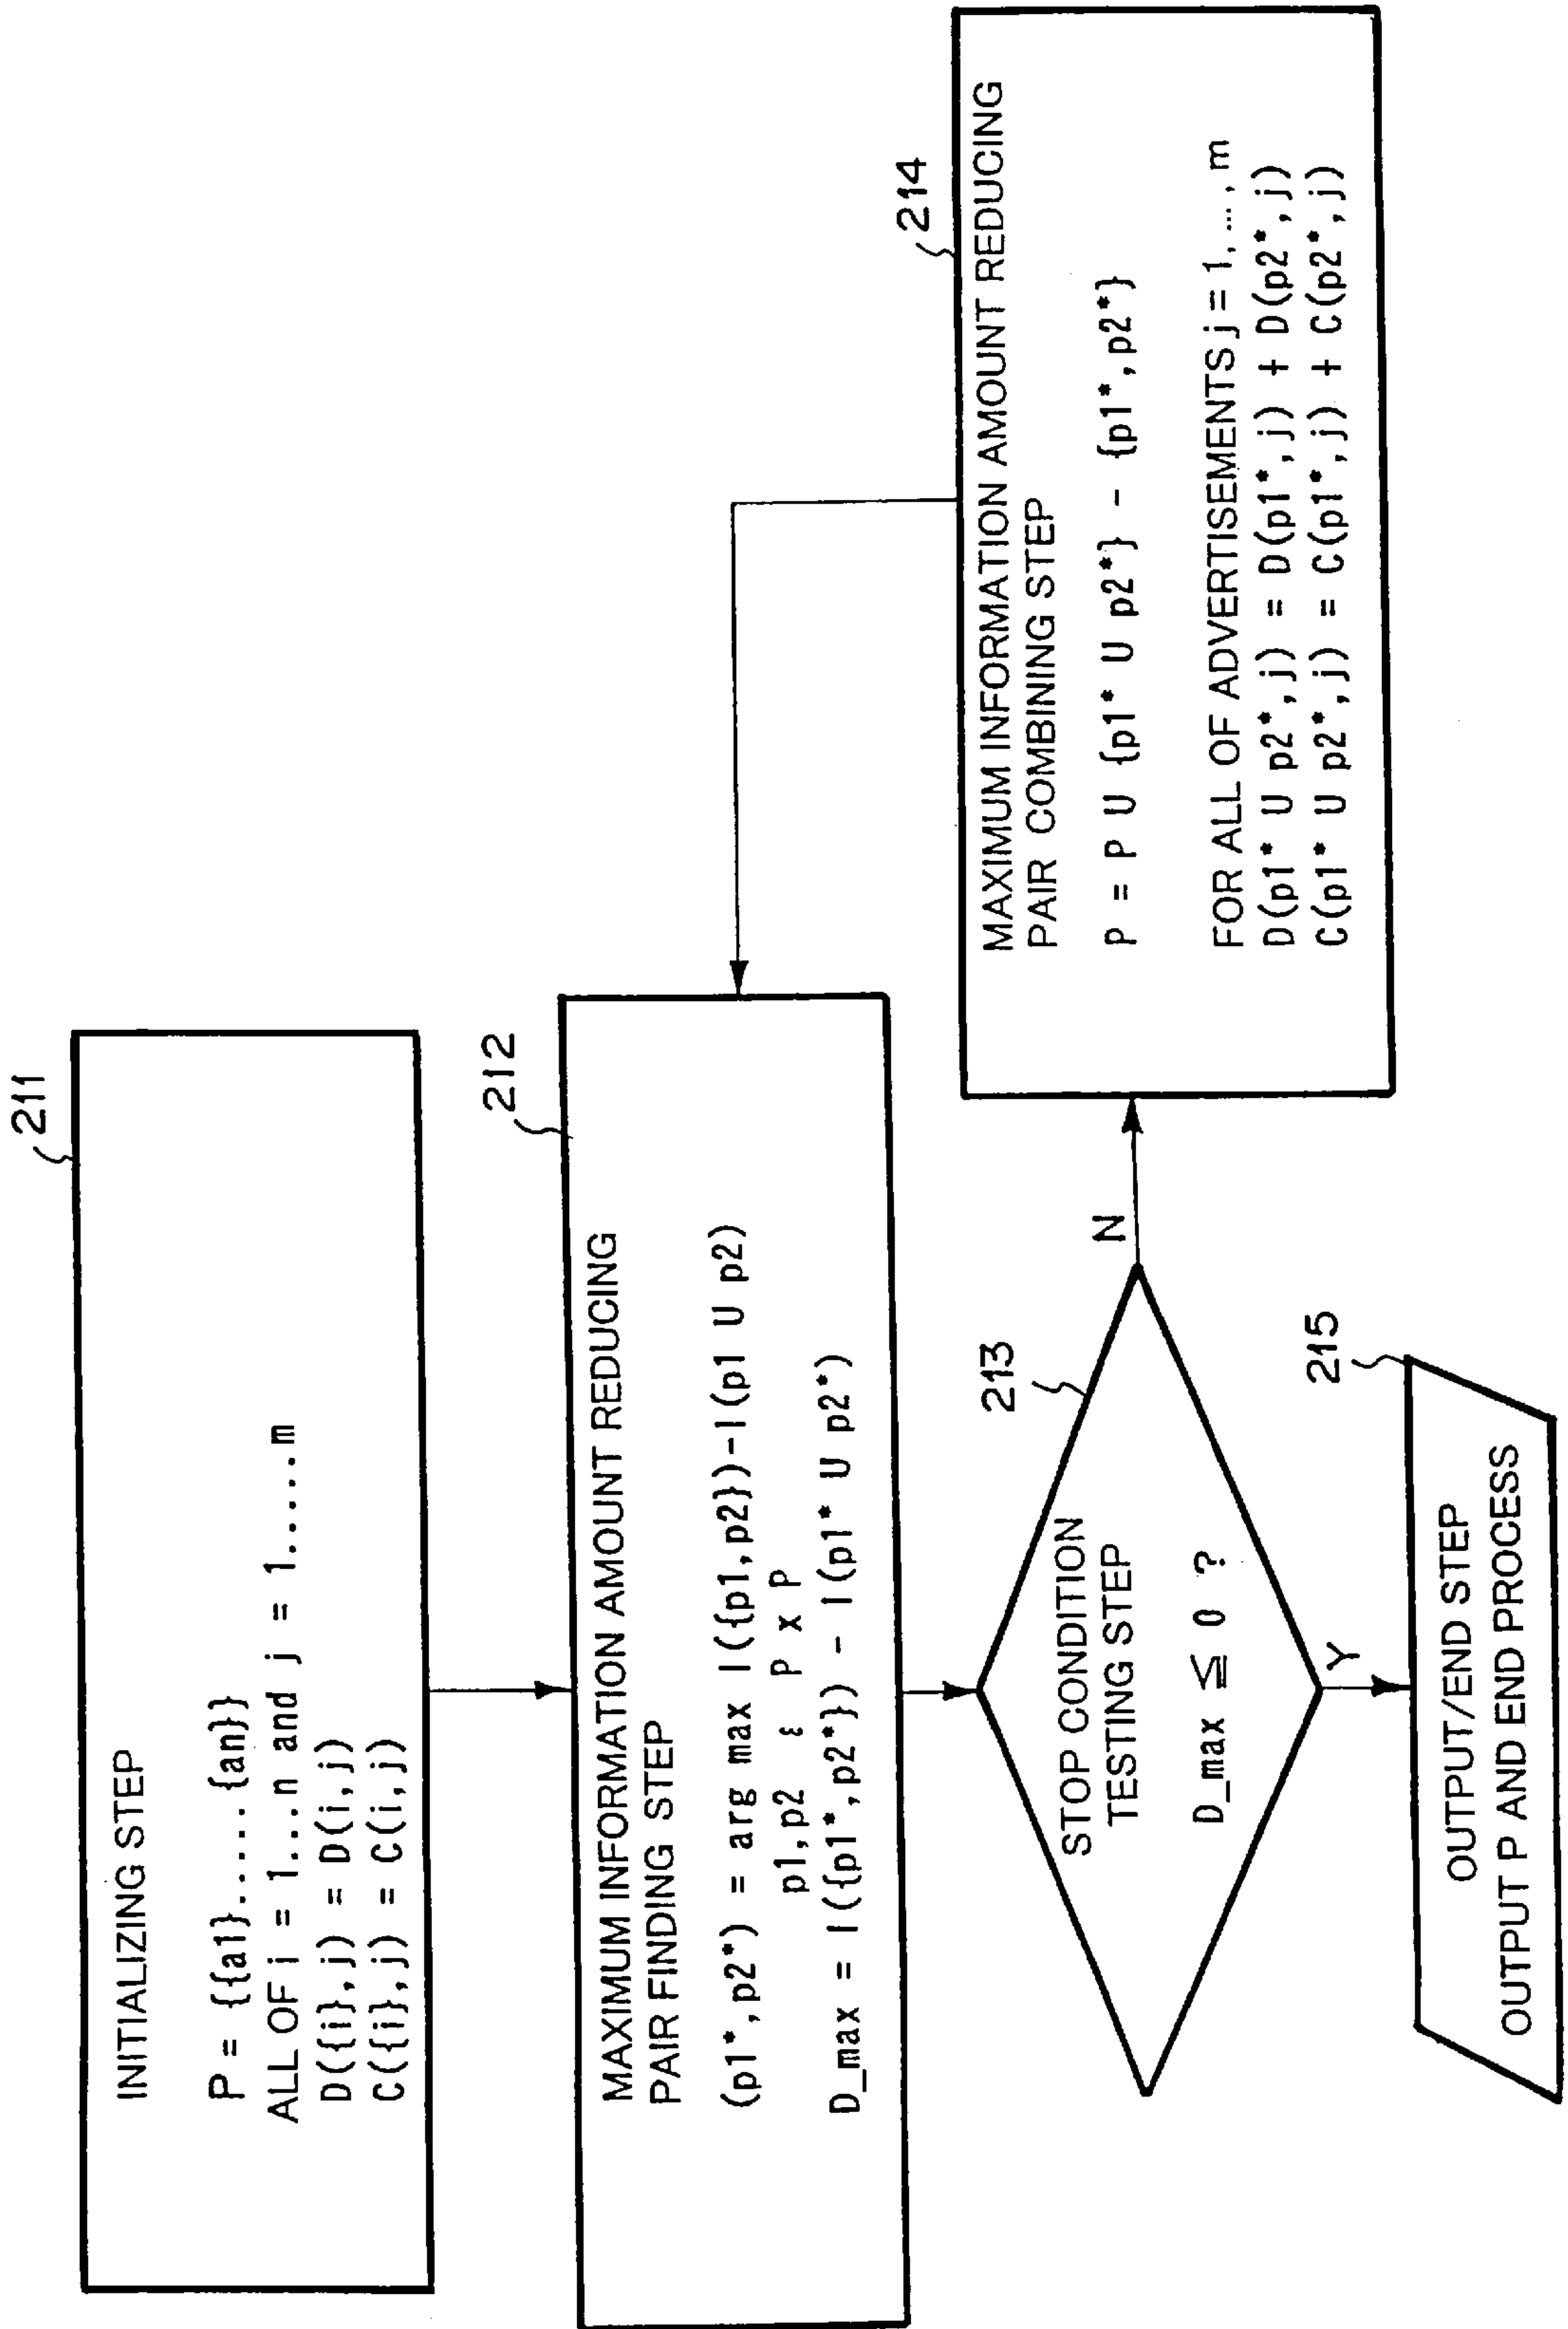 211
INITIALIZING STEP
P = {{a1}.....{an}}
ALL OF i = 1...n and j = 1.....m
D({i},j) = D(i,j)
C({i},j) = C(i,j)
212
MAXIMUM INFORMATION AMOUNT REDUCING
PAIR FINDING STEP
(p1*,p2*) = arg max I({p1,p2})-I(p1 U p2)
p1,p2 ε P x P
D_max = I({p1*,p2*}) - I(p1* U p2*)
213
STOP CONDITION
TESTING STEP
D_max ≦ 0 ?
N
Y
214
MAXIMUM INFORMATION AMOUNT REDUCING
PAIR COMBINING STEP
P = P U {p1* U p2*} - {p1*,p2*}
FOR ALL OF ADVERTISEMENTS j = 1,...,m
D(p1* U p2*,j) = D(p1*,j) + D(p2*,j)
C(p1* U p2*,j) = C(p1*,j) + C(p2*,j)
215
OUTPUT/END STEP
OUTPUT P AND END PROCESS